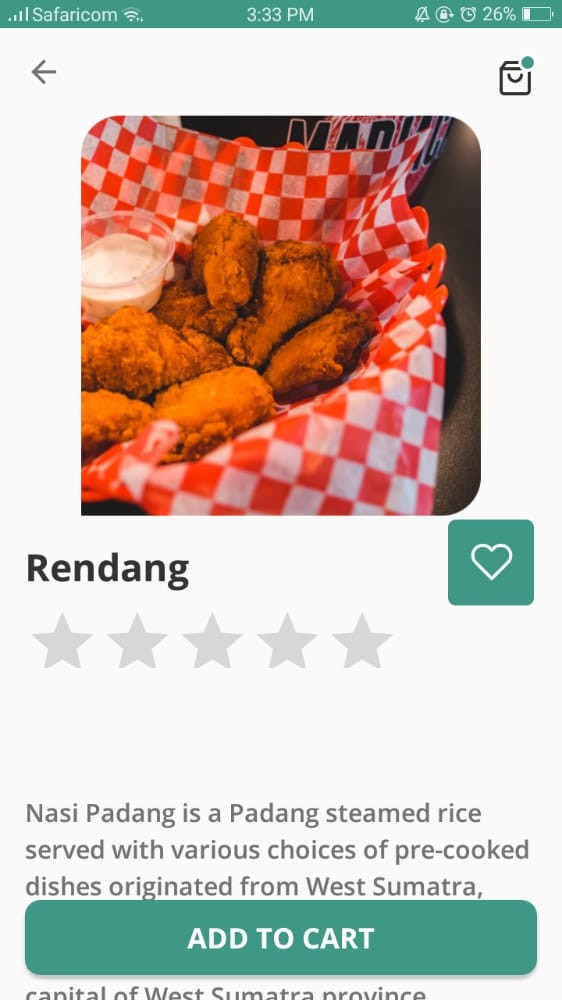 Safaricom 3:33 PM 26%
Rendang
Nasi Padang is a Padang steamed rice
served with various choices of pre-cooked
dishes originated from West Sumatra,
ADD TO CART
capital of West Sumatra province